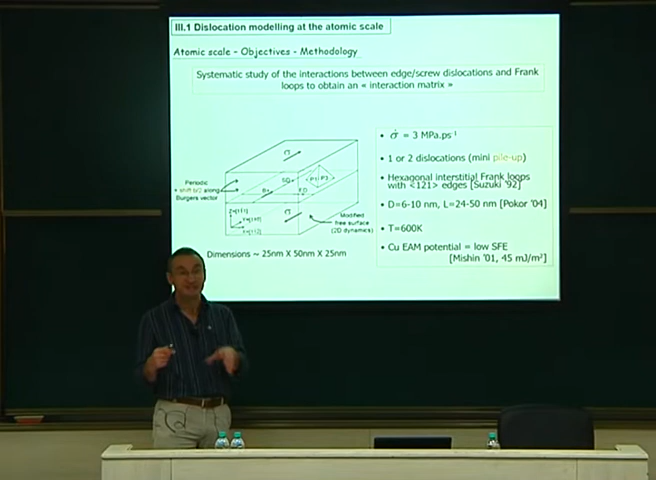 III.1 Dislocation modelling at the atomic scale
Atomic scale – Objectives - Methodology
Systematic study of the interactions between edge/screw dislocations and Frank
loops to obtain an « interaction matrix »
• σ̇ = 3 MPa.ps⁻¹
• 1 or 2 dislocations (mini pile-up)
• Hexagonal interstitial Frank loops
with <121> edges [Suzuki '92]
• D=6-10 nm, L=24-50 nm [Pokor '04]
• T=600K
• Cu EAM potential = low SFE
[Mishin '01, 45 mJ/m²]
Periodic
+ shift b/2 along
Burgers vector
Modified
free surface
(2D dynamics)
Dimensions ~ 25nm X 50nm X 25nm